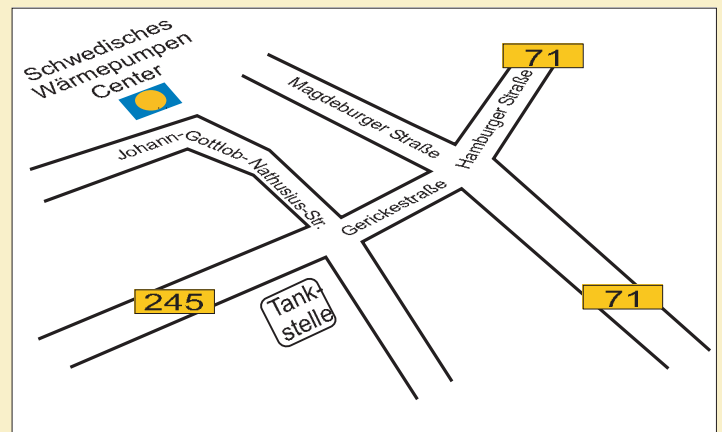 Schwedisches
Wärmepumpen
Center
71
Magdeburger Straße
Hamburger Straße
Johann-Gottlob-Nathusius-Str.
Gerickestraße
245
Tank-
stelle
71